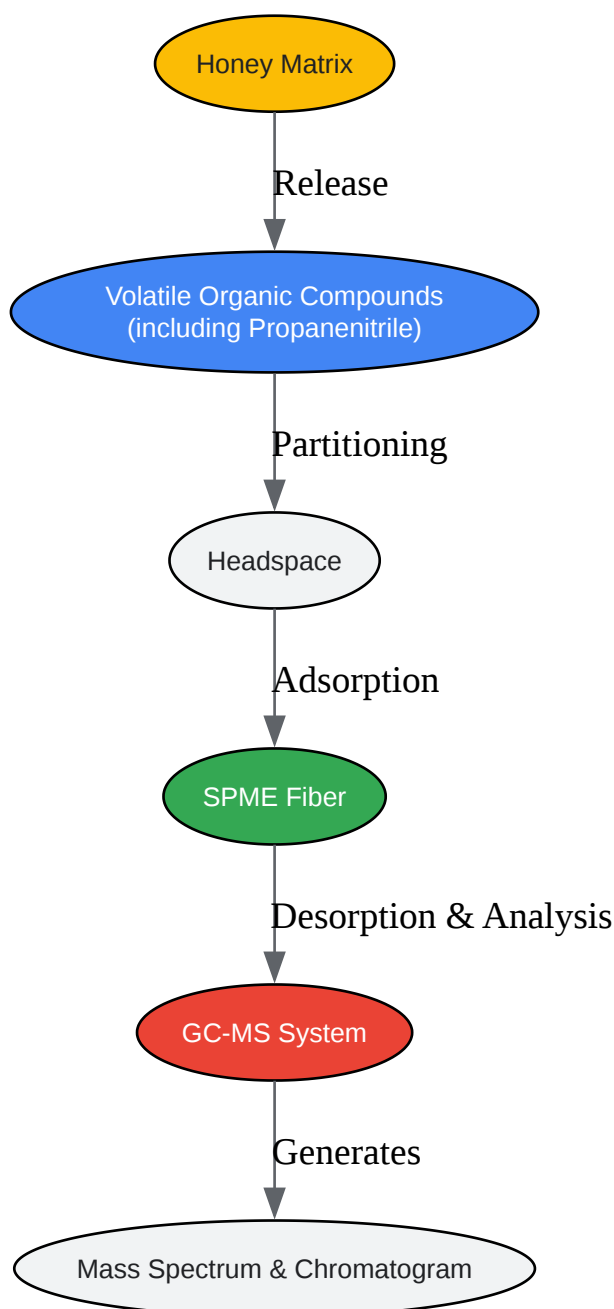 Honey Matrix
Release
Volatile Organic Compounds
(including Propanenitrile)
Partitioning
Headspace
Adsorption
SPME Fiber
Desorption & Analysis
GC-MS System
Generates
Mass Spectrum & Chromatogram